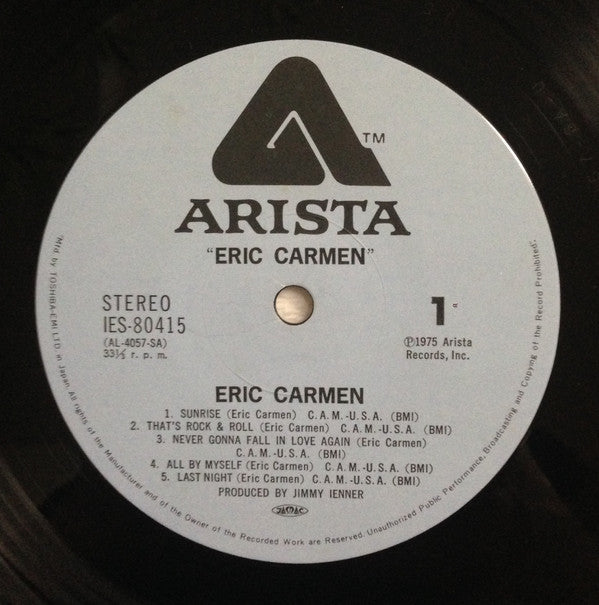 TM
ARISTA
"ERIC CARMEN"
STEREO
IES-80415
(AL-4057-SA)
33⅓ r. p. m.
1
Ⓟ1975 Arista
Records, Inc.
ERIC CARMEN
1. SUNRISE (Eric Carmen) C.A.M.-U.S.A. (BMI)
2. THAT'S ROCK & ROLL (Eric Carmen) C.A.M.-U.S.A. (BMI)
3. NEVER GONNA FALL IN LOVE AGAIN (Eric Carmen)
C.A.M.-U.S.A. (BMI)
4. ALL BY MYSELF (Eric Carmen) C.A.M.-U.S.A. (BMI)
5. LAST NIGHT (Eric Carmen) C.A.M.-U.S.A. (BMI)
PRODUCED BY JIMMY IENNER
JASRAC
Mfd by TOSHIBA-EMI LTD. in Japan. All rights of the Manufacturer and of the Owner of the Recorded Work are Reserved. Unauthorized Public Performance, Broadcasting and Copying of the Record Prohibited.